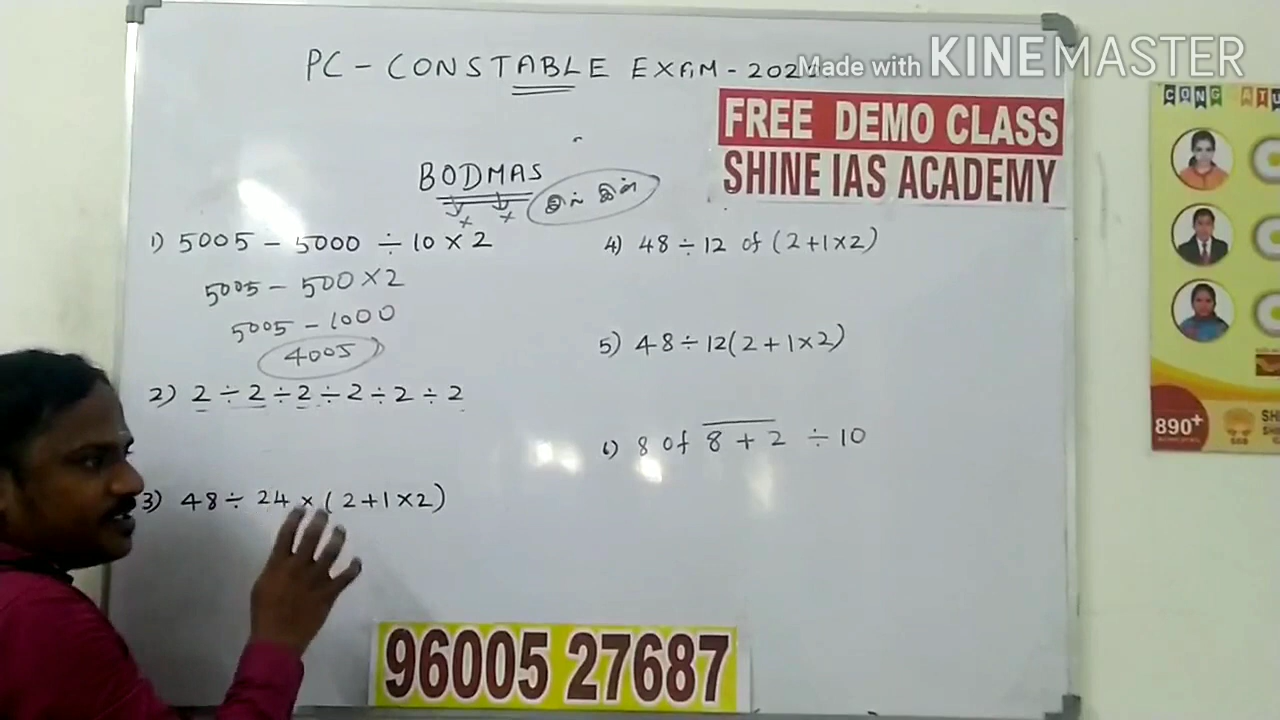 Made with KINEMASTER
PC - CONSTABLE EXAM - 202
FREE DEMO CLASS
SHINE IAS ACADEMY
BODMAS
இல் இன்
1) 5005 - 5000 ÷ 10 × 2
5005 - 500 × 2
5005 - 1000
4005
2) 2 ÷ 2 ÷ 2 ÷ 2 ÷ 2 ÷ 2
3) 48 ÷ 24 × (2 + 1 × 2)
4) 48 ÷ 12 of (2 + 1 × 2)
5) 48 ÷ 12(2 + 1 × 2)
6) 8 of 8 + 2 ÷ 10
96005 27687
890+